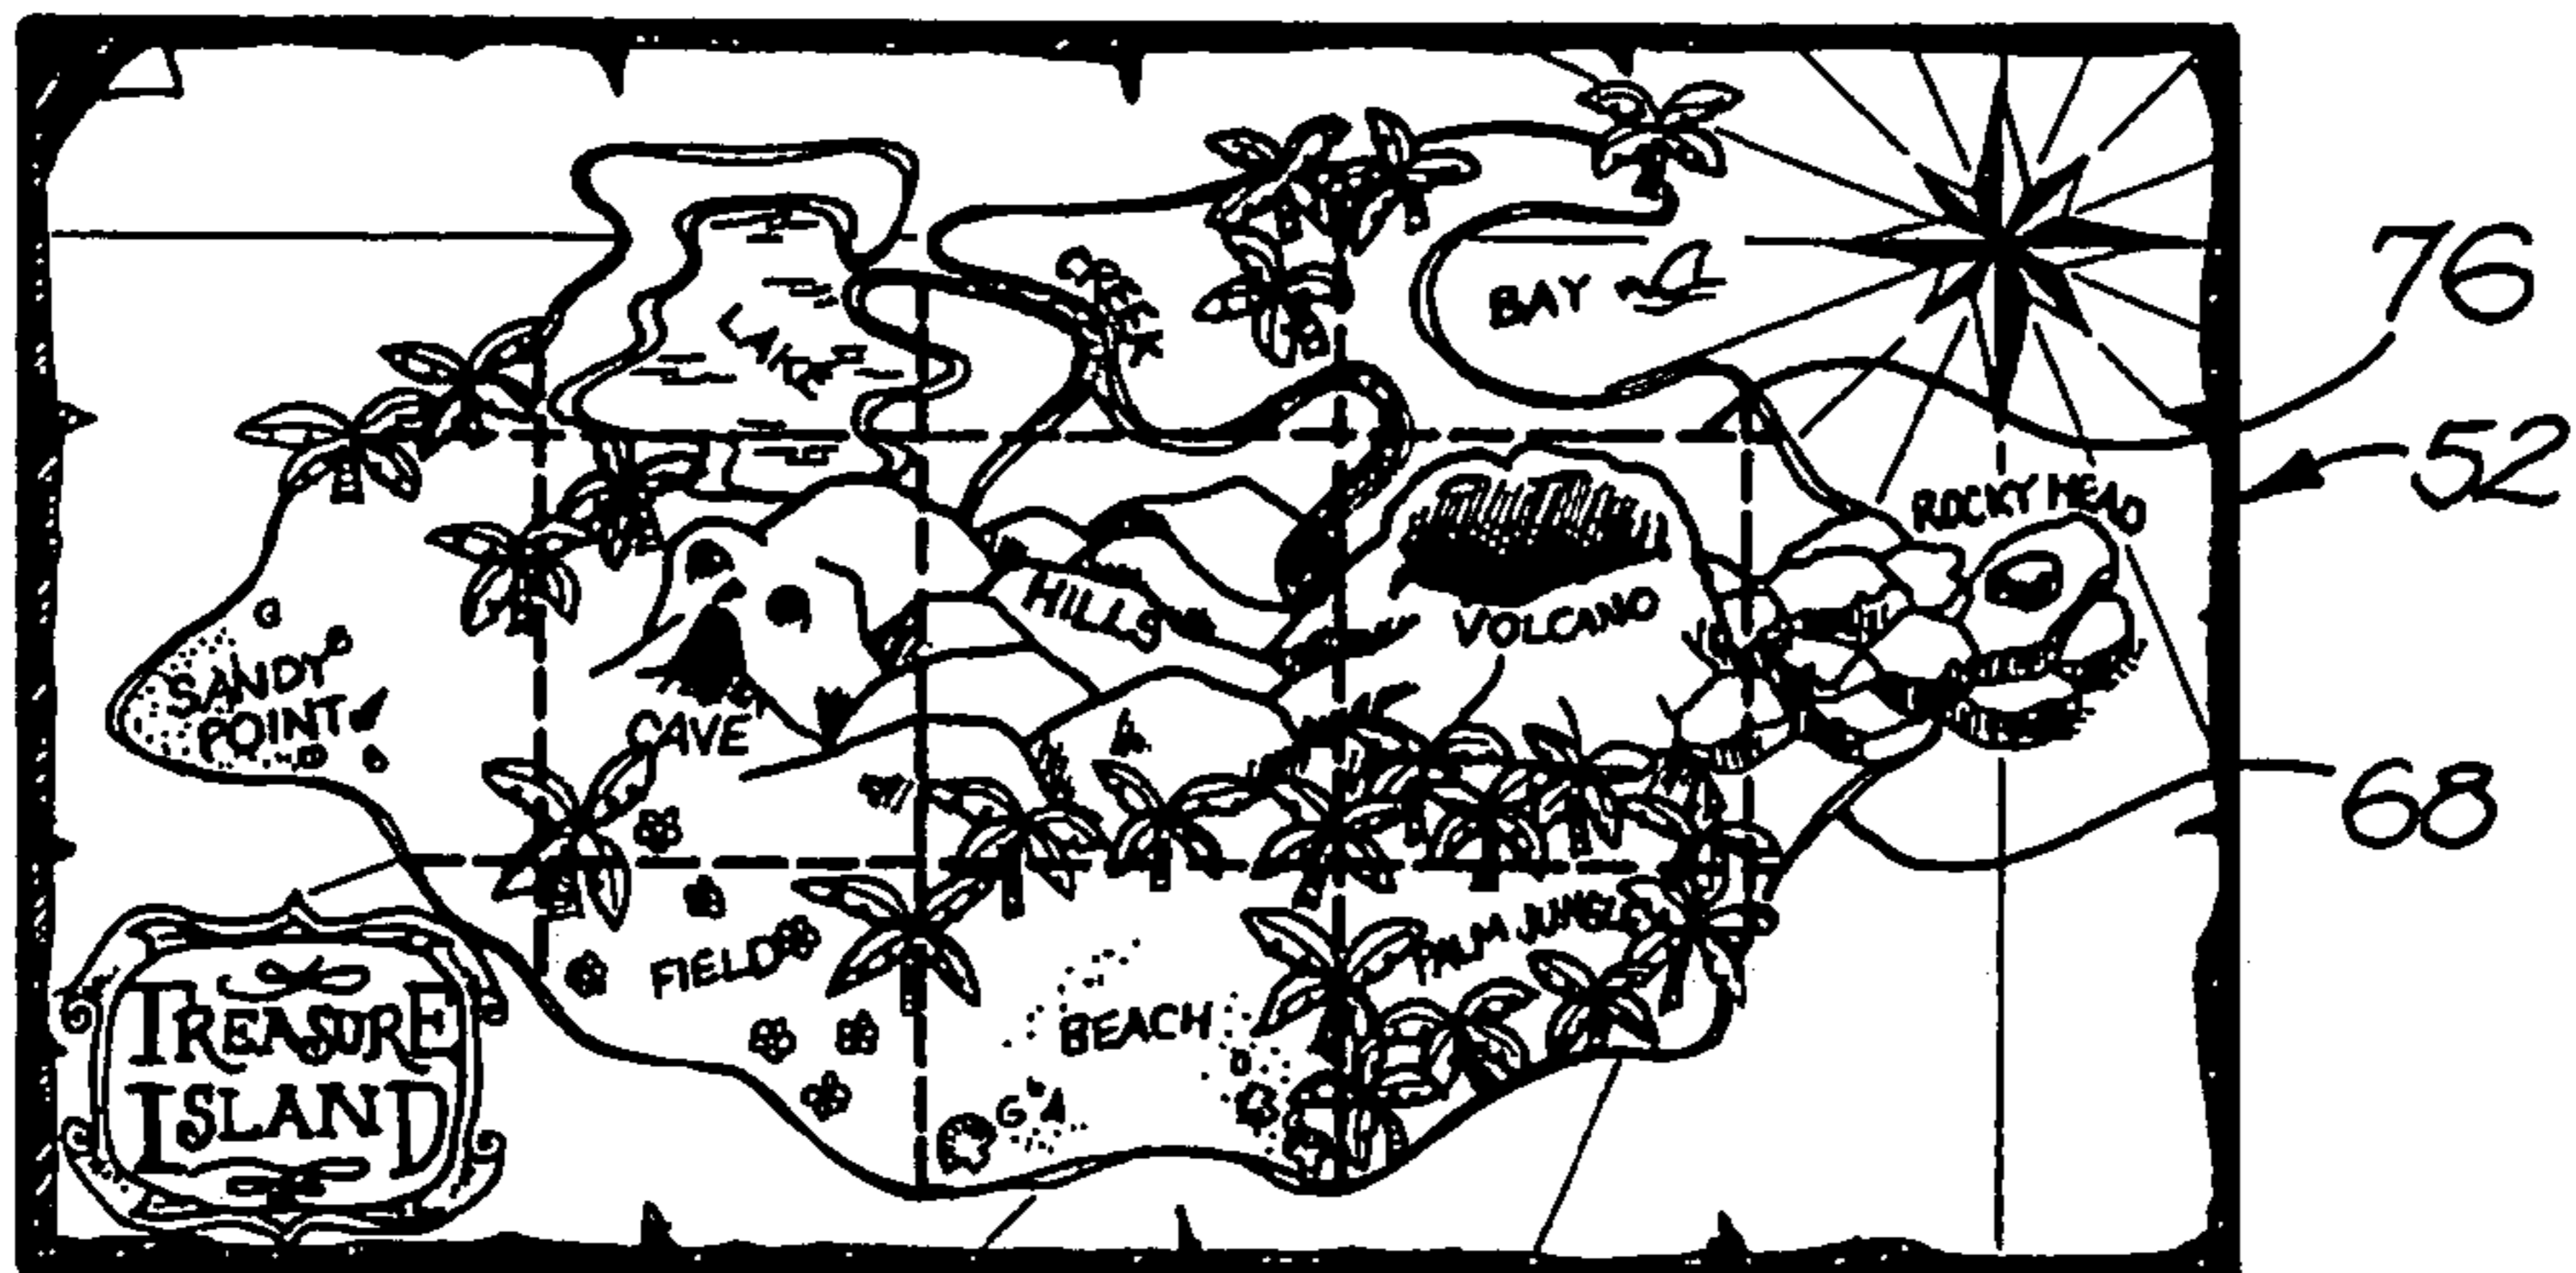 CREEK
BAY
76
LAKE
52
ROCKY HEAD
HILLS
VOLCANO
SANDY
POINT
CAVE
68
PALM JUNGLE
FIELD
BEACH
TREASURE
ISLAND